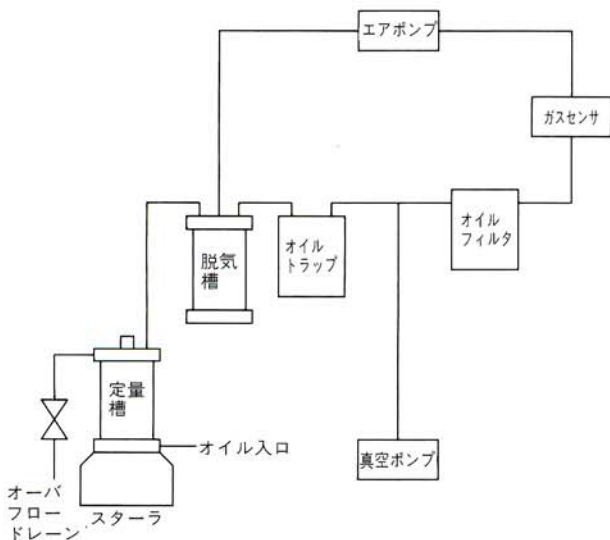 エアポンプ
ガスセンサ
オイル
フィルタ
オイル
トラップ
脱気
槽
定量
槽
オイル入口
真空ポンプ
オーバ
フロー
ドレーン
スターラ